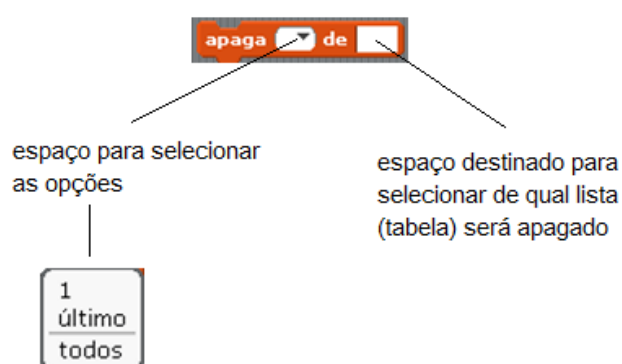 apaga de
espaço para selecionar
as opções
espaço destinado para
selecionar de qual lista
(tabela) será apagado
1
último
todos